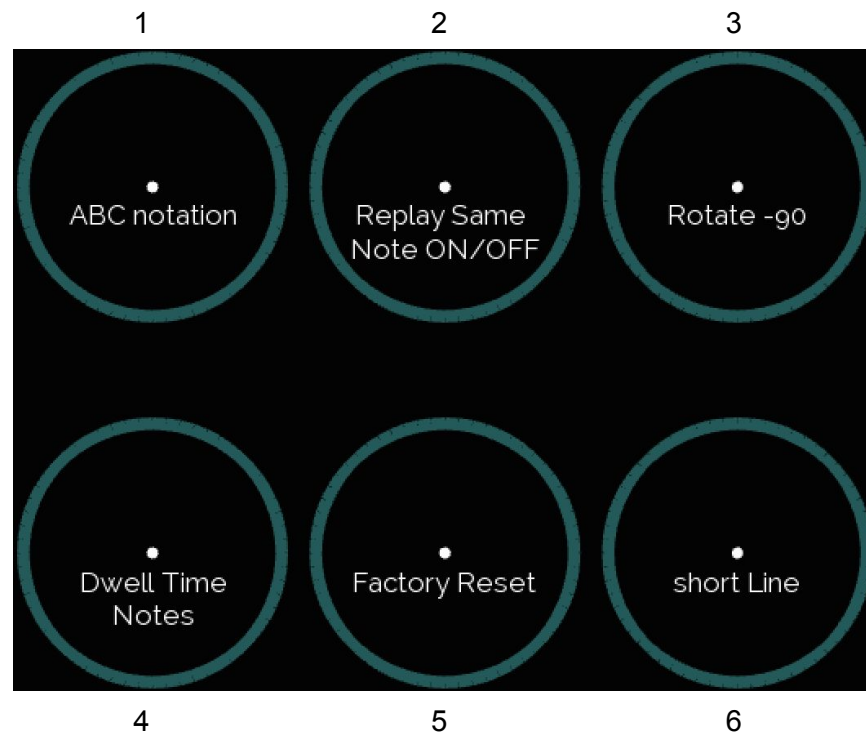 1 2 3
ABC notation
Replay Same
Note ON/OFF
Rotate -90
Dwell Time
Notes
Factory Reset
short Line
4 5 6